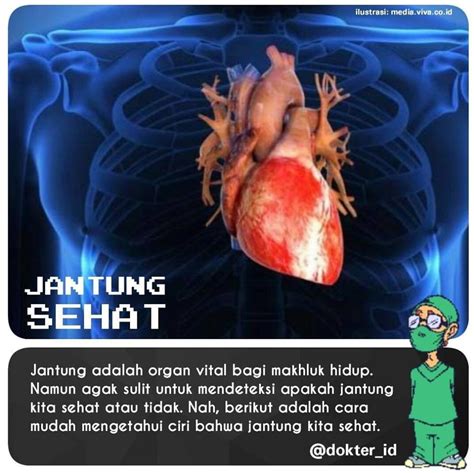 ilustrasi: media.viva.co.id
JANTUNG
SEHAT
Jantung adalah organ vital bagi makhluk hidup.
Namun agak sulit untuk mendeteksi apakah jantung
kita sehat atau tidak. Nah, berikut adalah cara
mudah mengetahui ciri bahwa jantung kita sehat.
@dokter_id